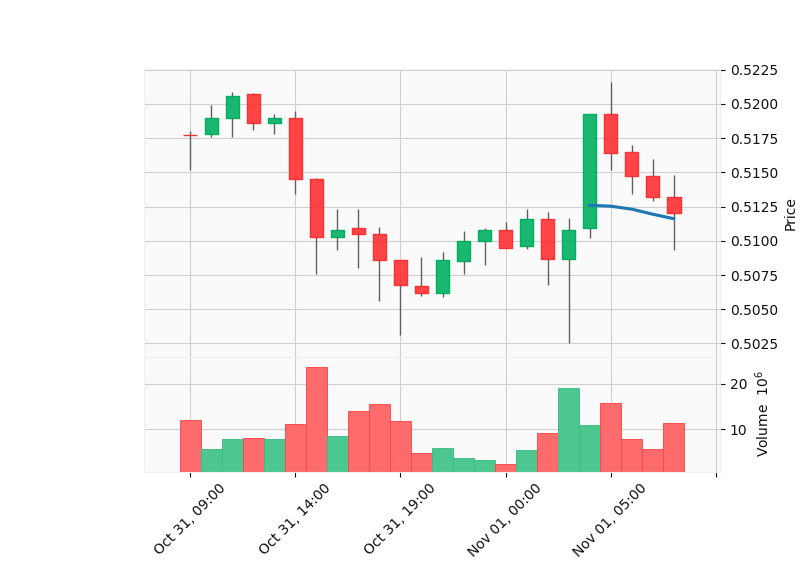 0.5225
0.5200
0.5175
0.5150
0.5125
0.5100
0.5075
0.5050
0.5025
Price
20
10
Volume 10⁶
Oct 31, 09:00
Oct 31, 14:00
Oct 31, 19:00
Nov 01, 00:00
Nov 01, 05:00